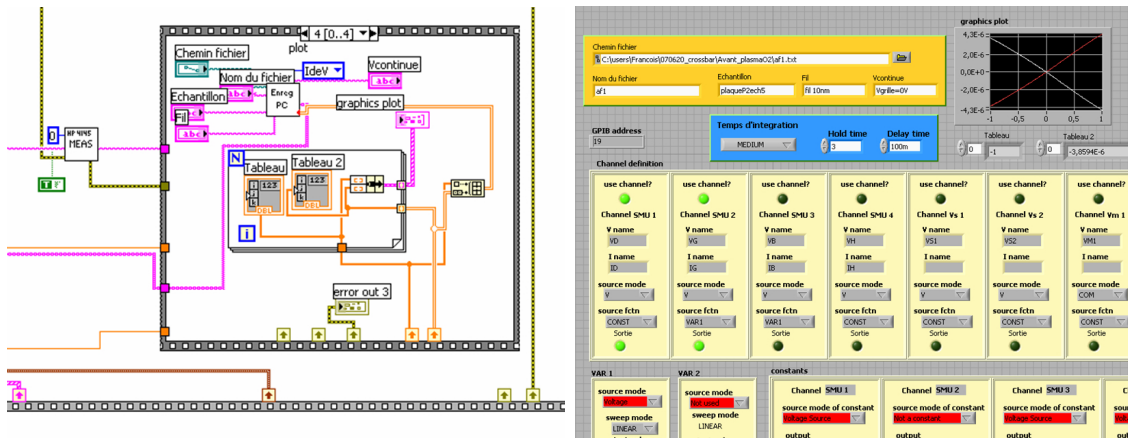 4 [0..4]
plot
Chemin fichier
Nom du fichier
IdeV
Vcontinue
abc
abc
Enreg
PC
Echantillon
abc
Fil
abc
graphics plot
0
HP 4145
MEAS
T
N
Tableau
Tableau 2
123
DBL
123
DBL
i
error out 3
graphics plot
4,3E-6
2,0E-6
0,0E+0
-2,0E-6
-4,3E-6
Chemin fichier
C:\users\Francois\070620_crossbar\Avant_plasmaO2\af1.txt
Nom du fichier
Echantillon
Fil
Vcontinue
af1
plaqueP2ech5
fil 10nm
Vgrille=0V
GPIB address
19
Temps d'integration
MEDIUM
Hold time
3
Delay time
100m
Tableau
0
-1
Tableau 2
0
-3,8594E-6
Channel definition
use channel? use channel? use channel? use channel? use channel? use channel? use channel?
Channel SMU 1 Channel SMU 2 Channel SMU 3 Channel SMU 4 Channel Vs 1 Channel Vs 2 Channel Vm 1
V name V name V name V name V name V name V name
VD VG VB VH VS1 VS2 VM1
I name I name I name I name I name I name I name
ID IG IB IH
source mode source mode source mode source mode source mode source mode source mode
V V V V V V COM
source fctn source fctn source fctn source fctn source fctn source fctn source fctn
CONST VAR1 VAR1 CONST CONST CONST CONST
Sortie Sortie Sortie Sortie Sortie Sortie Sortie
VAR 1
source mode
Voltage
sweep mode
LINEAR
VAR 2
source mode
Not used
sweep mode
LINEAR
constants
Channel SMU 1 Channel SMU 2 Channel SMU 3
source mode of constant source mode of constant source mode of constant
Voltage Source Not a constant Voltage Source
output output output